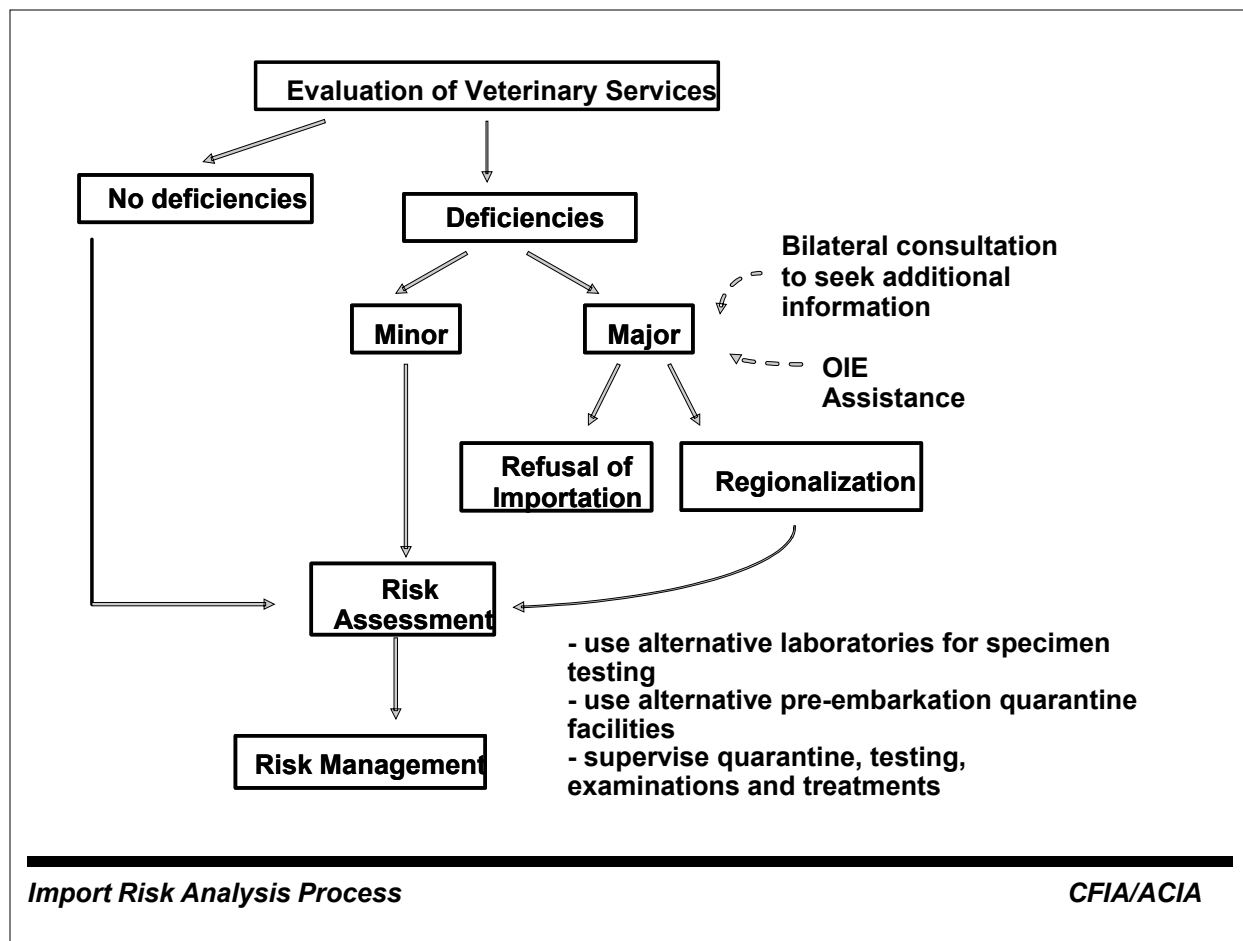 Evaluation of Veterinary Services
No deficiencies
Deficiencies
Bilateral consultation
to seek additional
information
Minor
Major
OIE
Assistance
Refusal of
Importation
Regionalization
Risk
Assessment
- use alternative laboratories for specimen
testing
- use alternative pre-embarkation quarantine
facilities
- supervise quarantine, testing,
examinations and treatments
Risk Management
Import Risk Analysis Process
CFIA/ACIA